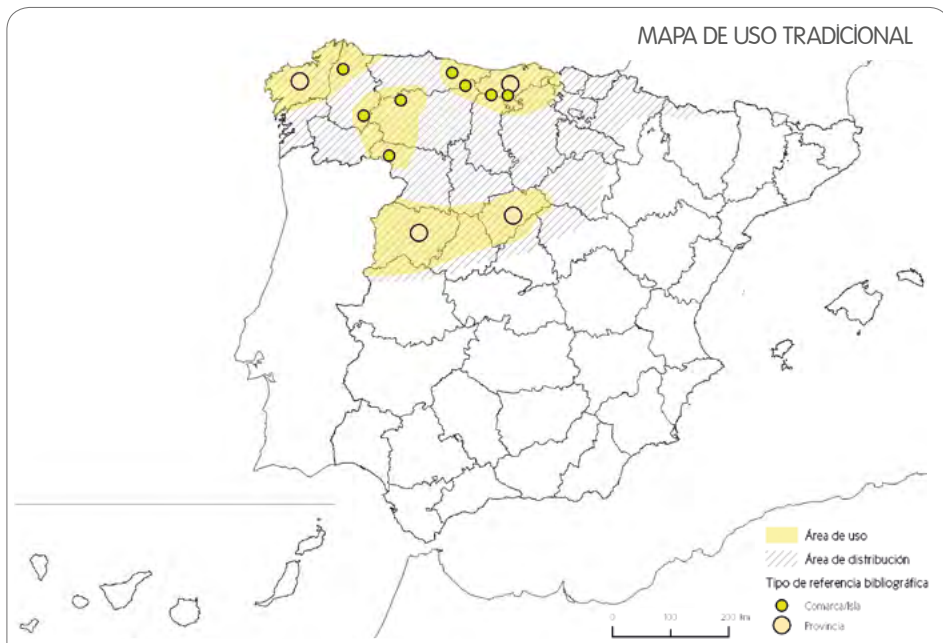 MAPA DE USO TRADICIONAL
Área de uso
Área de distribución
Tipo de referencia bibliográfica
Comarca/Isla
Provincia
0 100 200 km